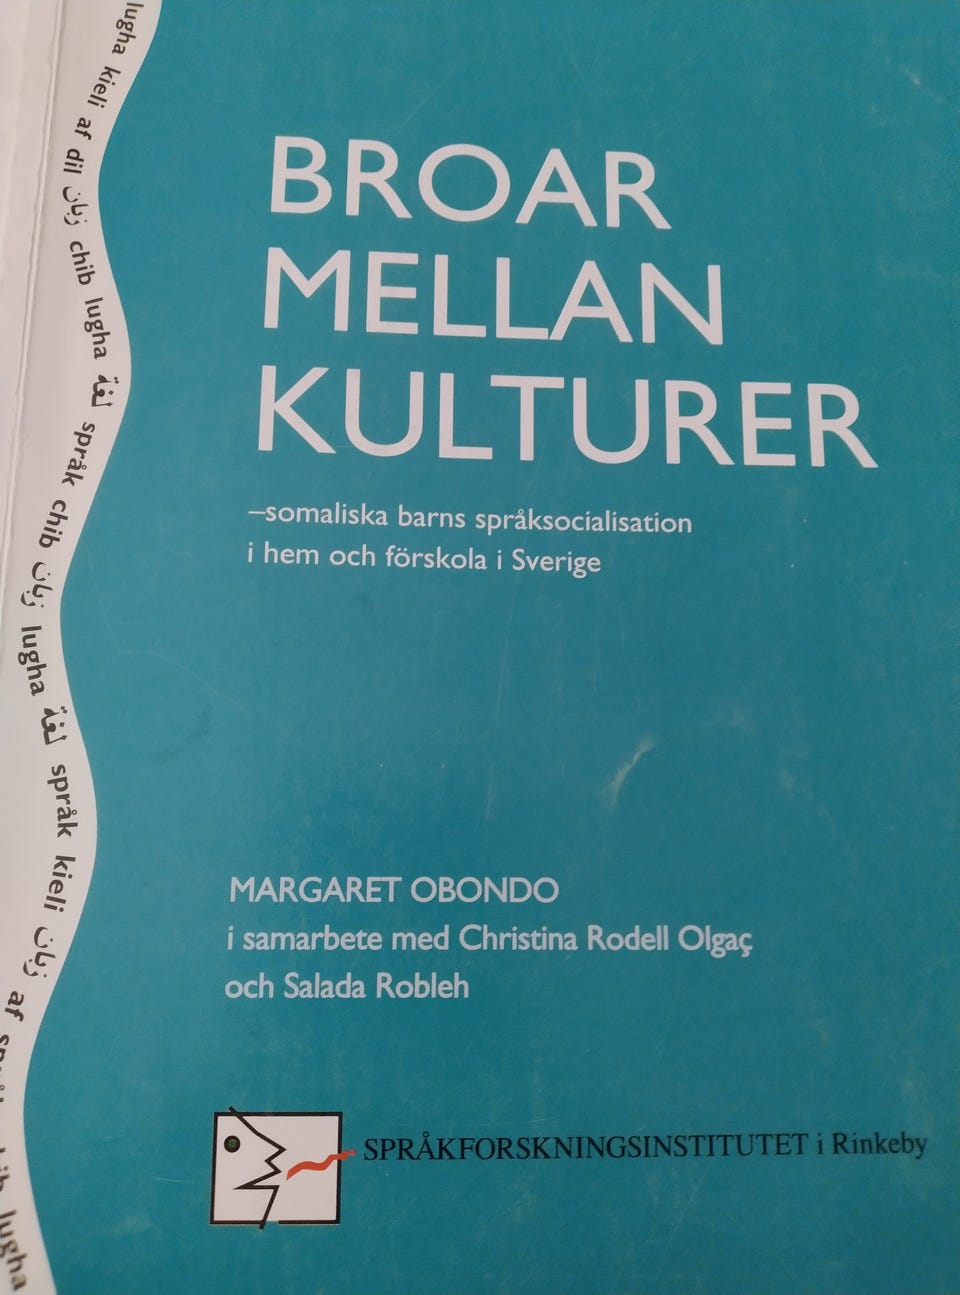 BROAR
MELLAN
KULTURER
–somaliska barns språksocialisation
i hem och förskola i Sverige
MARGARET OBONDO
i samarbete med Christina Rodell Olgaç
och Salada Robleh
SPRÅKFORSKNINGSINSTITUTET i Rinkeby
lugha kieli af dil زبان chib lugha لغة språk chib زبان lugha لغة språk kieli زبان af
lugha